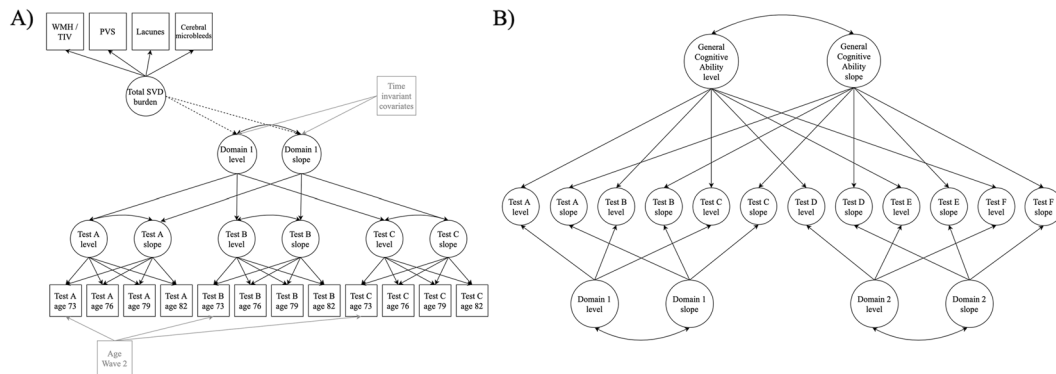 A)
WMH /
TIV
PVS
Lacunes
Cerebral
microbleeds
Total SVD
burden
Time
invariant
covariates
Domain 1
level
Domain 1
slope
Test A
level
Test A
slope
Test B
level
Test B
slope
Test C
level
Test C
slope
Test A
age 73
Test A
age 76
Test A
age 79
Test A
age 82
Test B
age 73
Test B
age 76
Test B
age 79
Test B
age 82
Test C
age 73
Test C
age 76
Test C
age 79
Test C
age 82
Age
Wave 2
B)
General
Cognitive
Ability
level
General
Cognitive
Ability
slope
Test A
level
Test A
slope
Test B
level
Test B
slope
Test C
level
Test C
slope
Test D
level
Test D
slope
Test E
level
Test E
slope
Test F
level
Test F
slope
Domain 1
level
Domain 1
slope
Domain 2
level
Domain 2
slope